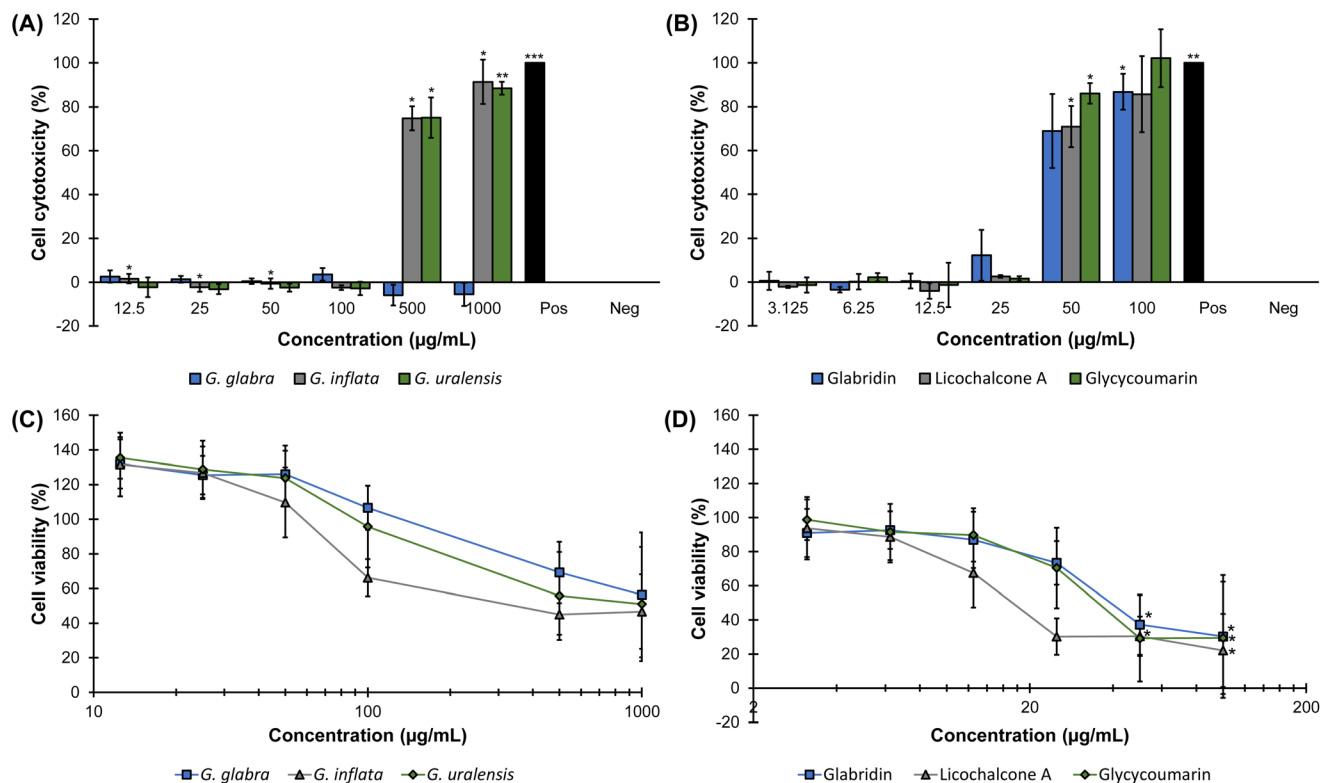 (A)
120
100
80
60
40
20
0
-20
Cell cytotoxicity (%)
* * * * * * ** ***
12.5 25 50 100 500 1000 Pos Neg
Concentration (µg/mL)
G. glabra G. inflata G. uralensis
(B)
120
100
80
60
40
20
0
-20
Cell cytotoxicity (%)
* * * **
3.125 6.25 12.5 25 50 100 Pos Neg
Concentration (µg/mL)
Glabridin Licochalcone A Glycycoumarin
(C)
160
140
120
100
80
60
40
20
0
Cell viability (%)
10 100 1000
Concentration (µg/mL)
G. glabra G. inflata G. uralensis
(D)
160
140
120
100
80
60
40
20
0
-20
Cell viability (%)
*
*
*
*
*
2 20 200
Concentration (µg/mL)
Glabridin Licochalcone A Glycycoumarin